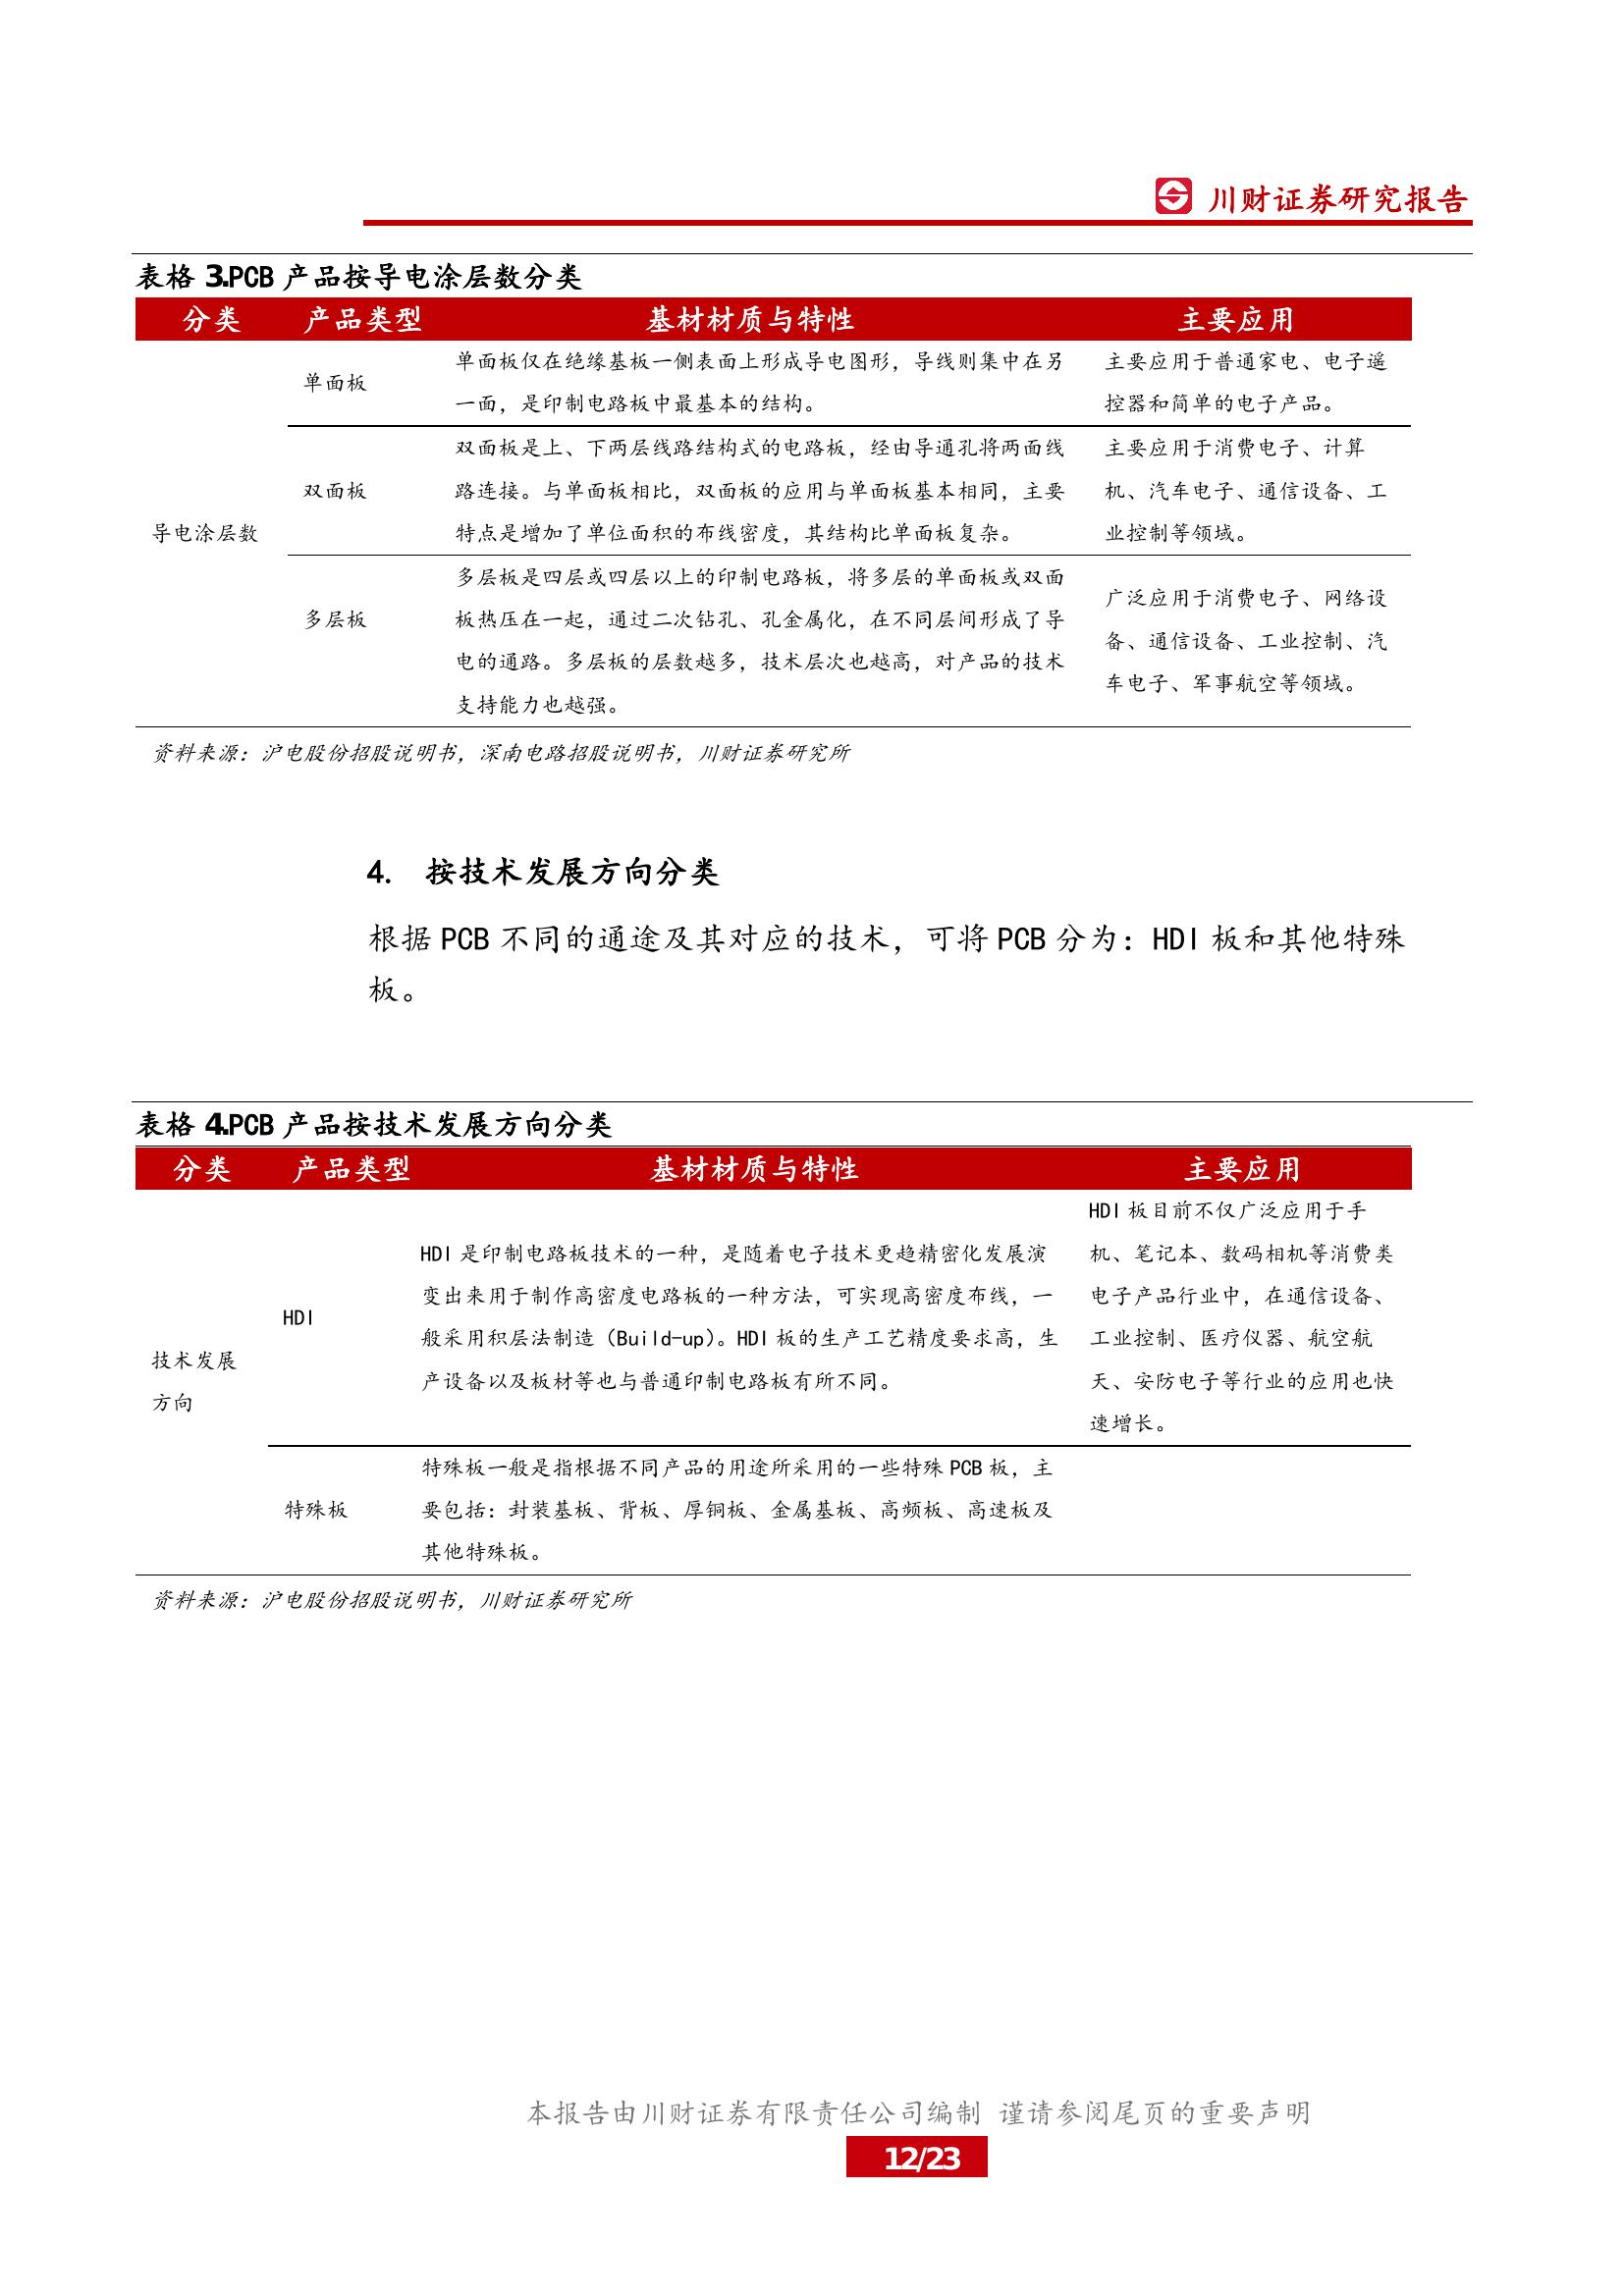 川财证券研究报告
表格 3.PCB 产品按导电涂层数分类
分类 产品类型 基材材质与特性 主要应用
导电涂层数
单面板
单面板仅在绝缘基板一侧表面上形成导电图形，导线则集中在另
一面，是印制电路板中最基本的结构。
主要应用于普通家电、电子遥
控器和简单的电子产品。
双面板
双面板是上、下两层线路结构式的电路板，经由导通孔将两面线
路连接。与单面板相比，双面板的应用与单面板基本相同，主要
特点是增加了单位面积的布线密度，其结构比单面板复杂。
主要应用于消费电子、计算
机、汽车电子、通信设备、工
业控制等领域。
多层板
多层板是四层或四层以上的印制电路板，将多层的单面板或双面
板热压在一起，通过二次钻孔、孔金属化，在不同层间形成了导
电的通路。多层板的层数越多，技术层次也越高，对产品的技术
支持能力也越强。
广泛应用于消费电子、网络设
备、通信设备、工业控制、汽
车电子、军事航空等领域。
资料来源：沪电股份招股说明书，深南电路招股说明书，川财证券研究所
4. 按技术发展方向分类
根据 PCB 不同的通途及其对应的技术，可将 PCB 分为：HDI 板和其他特殊
板。
表格 4.PCB 产品按技术发展方向分类
分类 产品类型 基材材质与特性 主要应用
技术发展
方向
HDI
HDI 是印制电路板技术的一种，是随着电子技术更趋精密化发展演
变出来用于制作高密度电路板的一种方法，可实现高密度布线，一
般采用积层法制造（Build-up）。HDI 板的生产工艺精度要求高，生
产设备以及板材等也与普通印制电路板有所不同。
HDI 板目前不仅广泛应用于手
机、笔记本、数码相机等消费类
电子产品行业中，在通信设备、
工业控制、医疗仪器、航空航
天、安防电子等行业的应用也快
速增长。
特殊板
特殊板一般是指根据不同产品的用途所采用的一些特殊 PCB 板，主
要包括：封装基板、背板、厚铜板、金属基板、高频板、高速板及
其他特殊板。
资料来源：沪电股份招股说明书，川财证券研究所
本报告由川财证券有限责任公司编制 谨请参阅尾页的重要声明
12/23